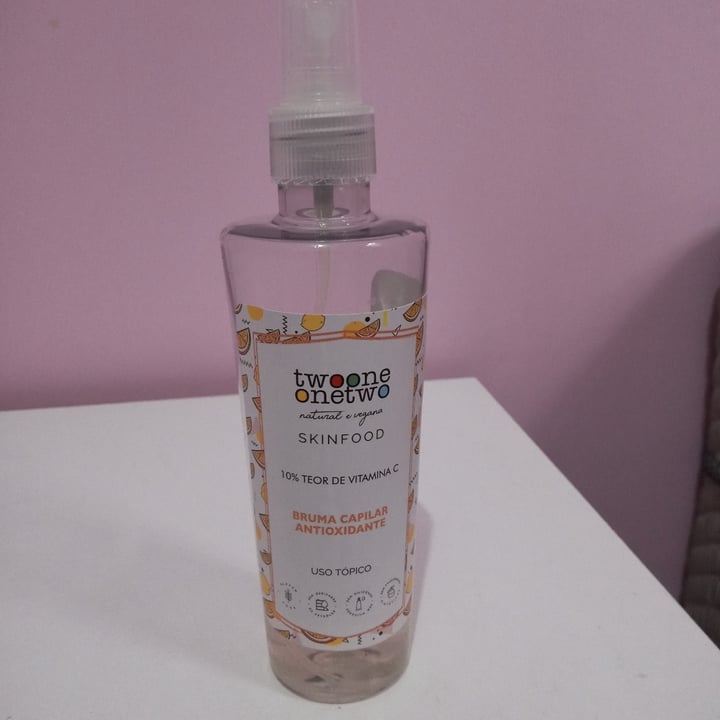 twoone
onetwo
natural e vegana
SKINFOOD
10% TEOR DE VITAMINA C
BRUMA CAPILAR
ANTIOXIDANTE
USO TÓPICO